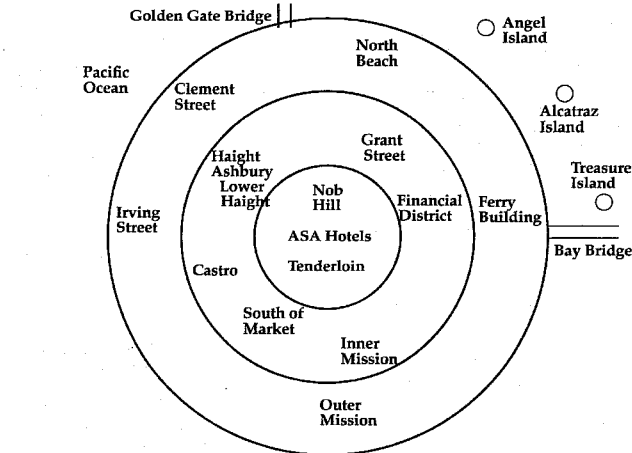 Golden Gate Bridge
Angel
Island
North
Beach
Pacific
Ocean
Clement
Street
Alcatraz
Island
Grant
Street
Haight
Ashbury
Lower
Haight
Treasure
Island
Nob
Hill
Financial
District
Ferry
Building
Irving
Street
ASA Hotels
Bay Bridge
Tenderloin
Castro
South of
Market
Inner
Mission
Outer
Mission